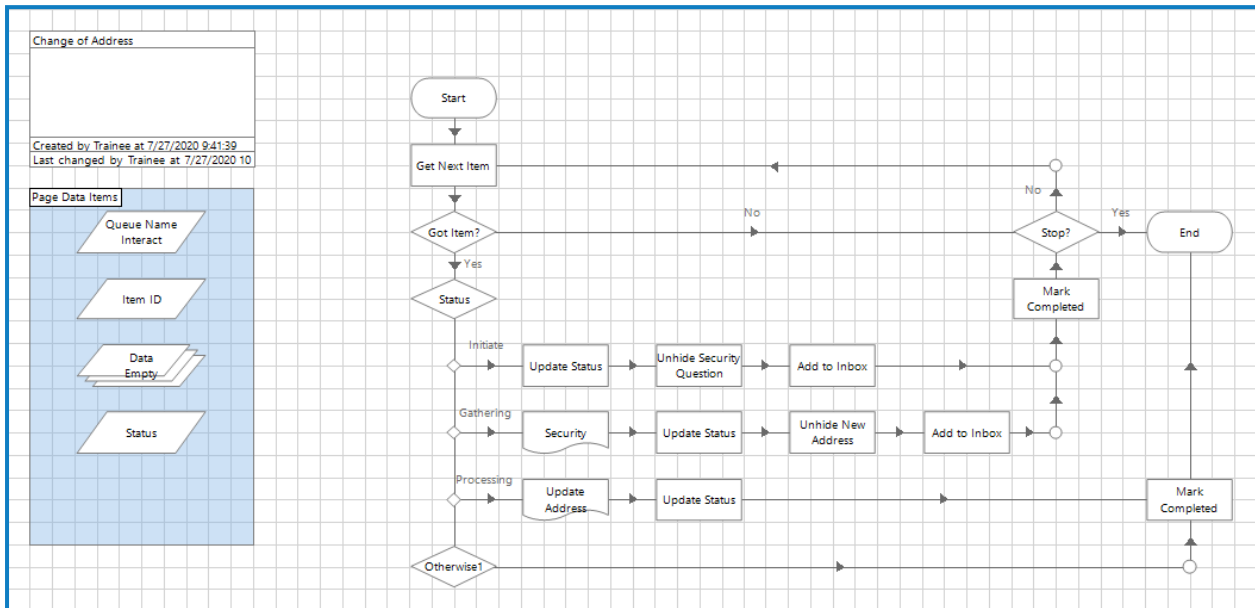 Change of Address
Created by Trainee at 7/27/2020 9:41:39
Last changed by Trainee at 7/27/2020 10
Page Data Items
Queue Name
Interact
Item ID
Data
Empty
Status
Start
Get Next Item
No
Got Item?
No
Stop?
Yes
End
Yes
Status
Mark
Completed
Initiate
Update Status
Unhide Security
Question
Add to Inbox
Gathering
Security
Update Status
Unhide New
Address
Add to Inbox
Processing
Update
Address
Update Status
Mark
Completed
Otherwise1